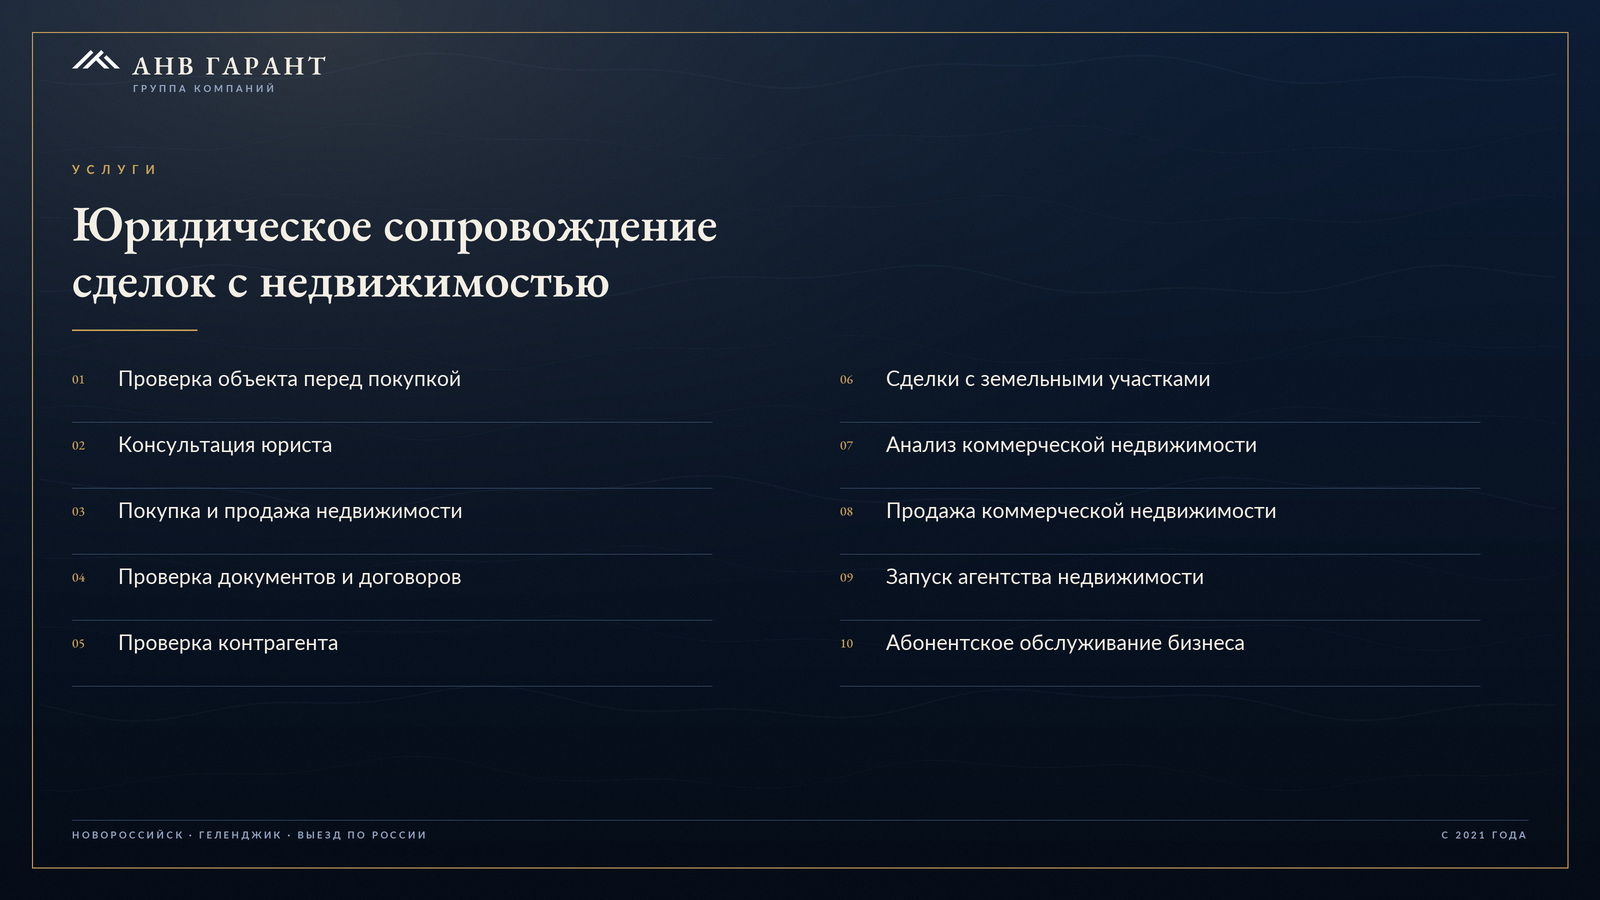 АНВ ГАРАНТ
ГРУППА КОМПАНИЙ
УСЛУГИ
Юридическое сопровождение
сделок с недвижимостью
01 Проверка объекта перед покупкой
02 Консультация юриста
03 Покупка и продажа недвижимости
04 Проверка документов и договоров
05 Проверка контрагента
06 Сделки с земельными участками
07 Анализ коммерческой недвижимости
08 Продажа коммерческой недвижимости
09 Запуск агентства недвижимости
10 Абонентское обслуживание бизнеса
НОВОРОССИЙСК · ГЕЛЕНДЖИК · ВЫЕЗД ПО РОССИИ
С 2021 ГОДА